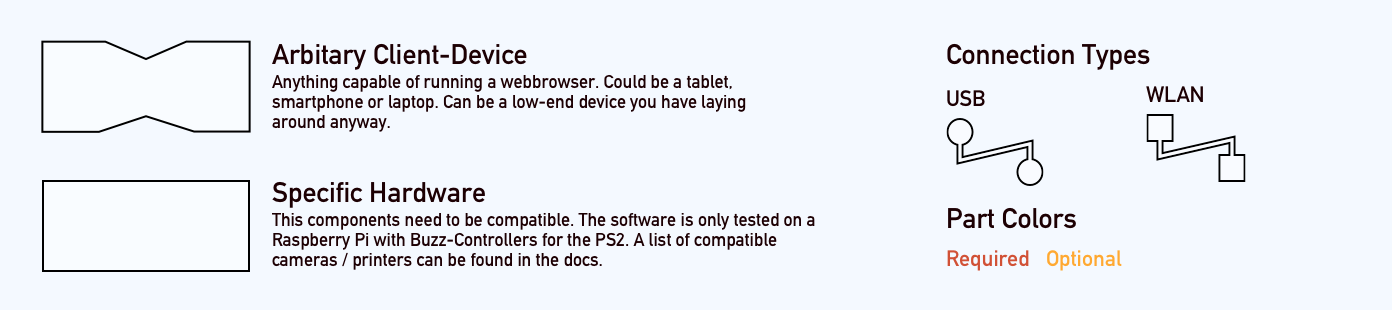 Arbitary Client-Device
Anything capable of running a webbrowser. Could be a tablet,
smartphone or laptop. Can be a low-end device you have laying
around anyway.
Specific Hardware
This components need to be compatible. The software is only tested on a
Raspberry Pi with Buzz-Controllers for the PS2. A list of compatible
cameras / printers can be found in the docs.
Connection Types
USB
WLAN
Part Colors
Required Optional